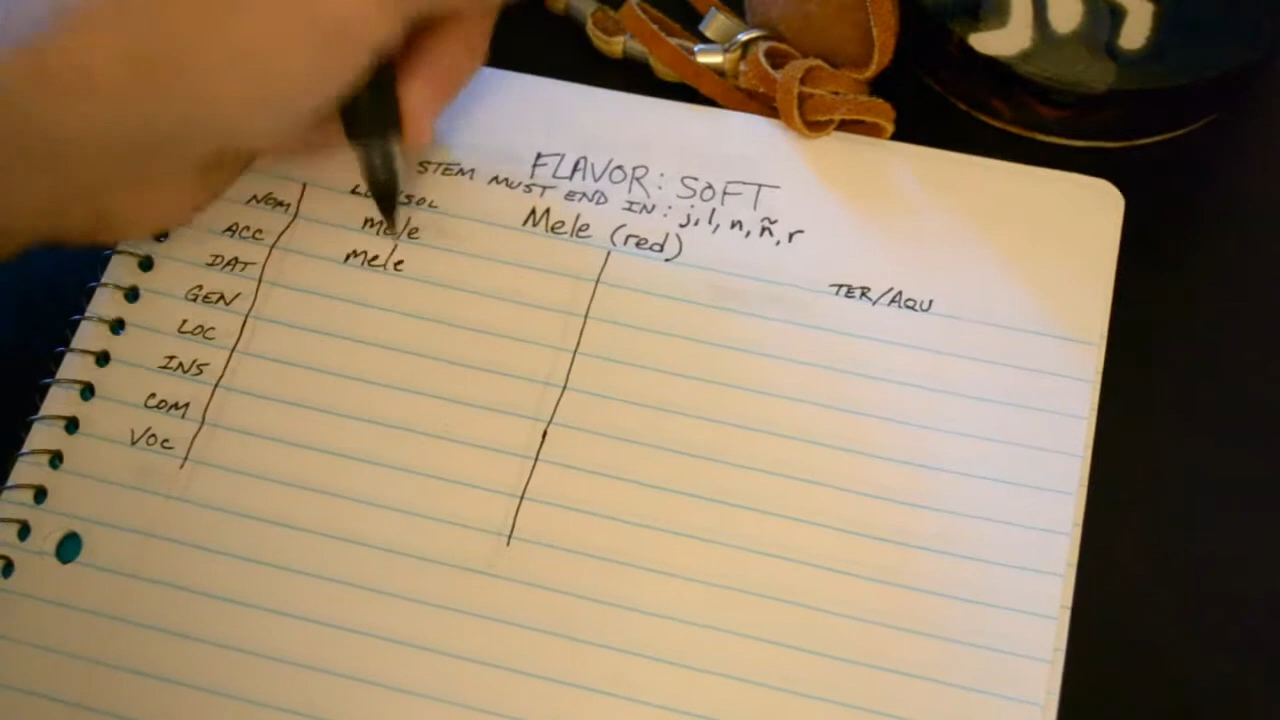 FLAVOR: SOFT
STEM MUST END IN: j, l, n, ñ, r
Mele (red)
SOL
TER/AQU
NOM mele
ACC mele
DAT
GEN
LOC
INS
COM
VOC